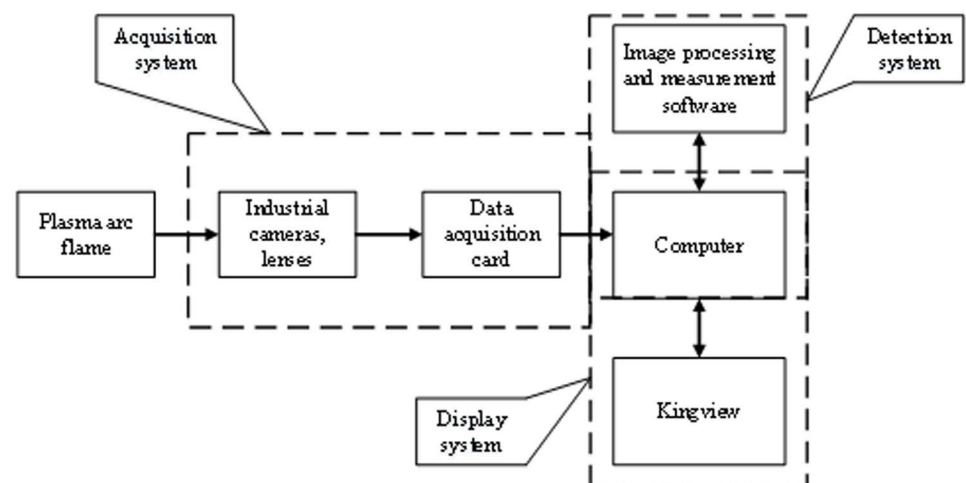 Acquisition
system
Image processing
and measurement
software
Detection
system
Plasma arc
flame
Industrial
cameras,
lenses
Data
acquisition
card
Computer
Display
system
Kingview